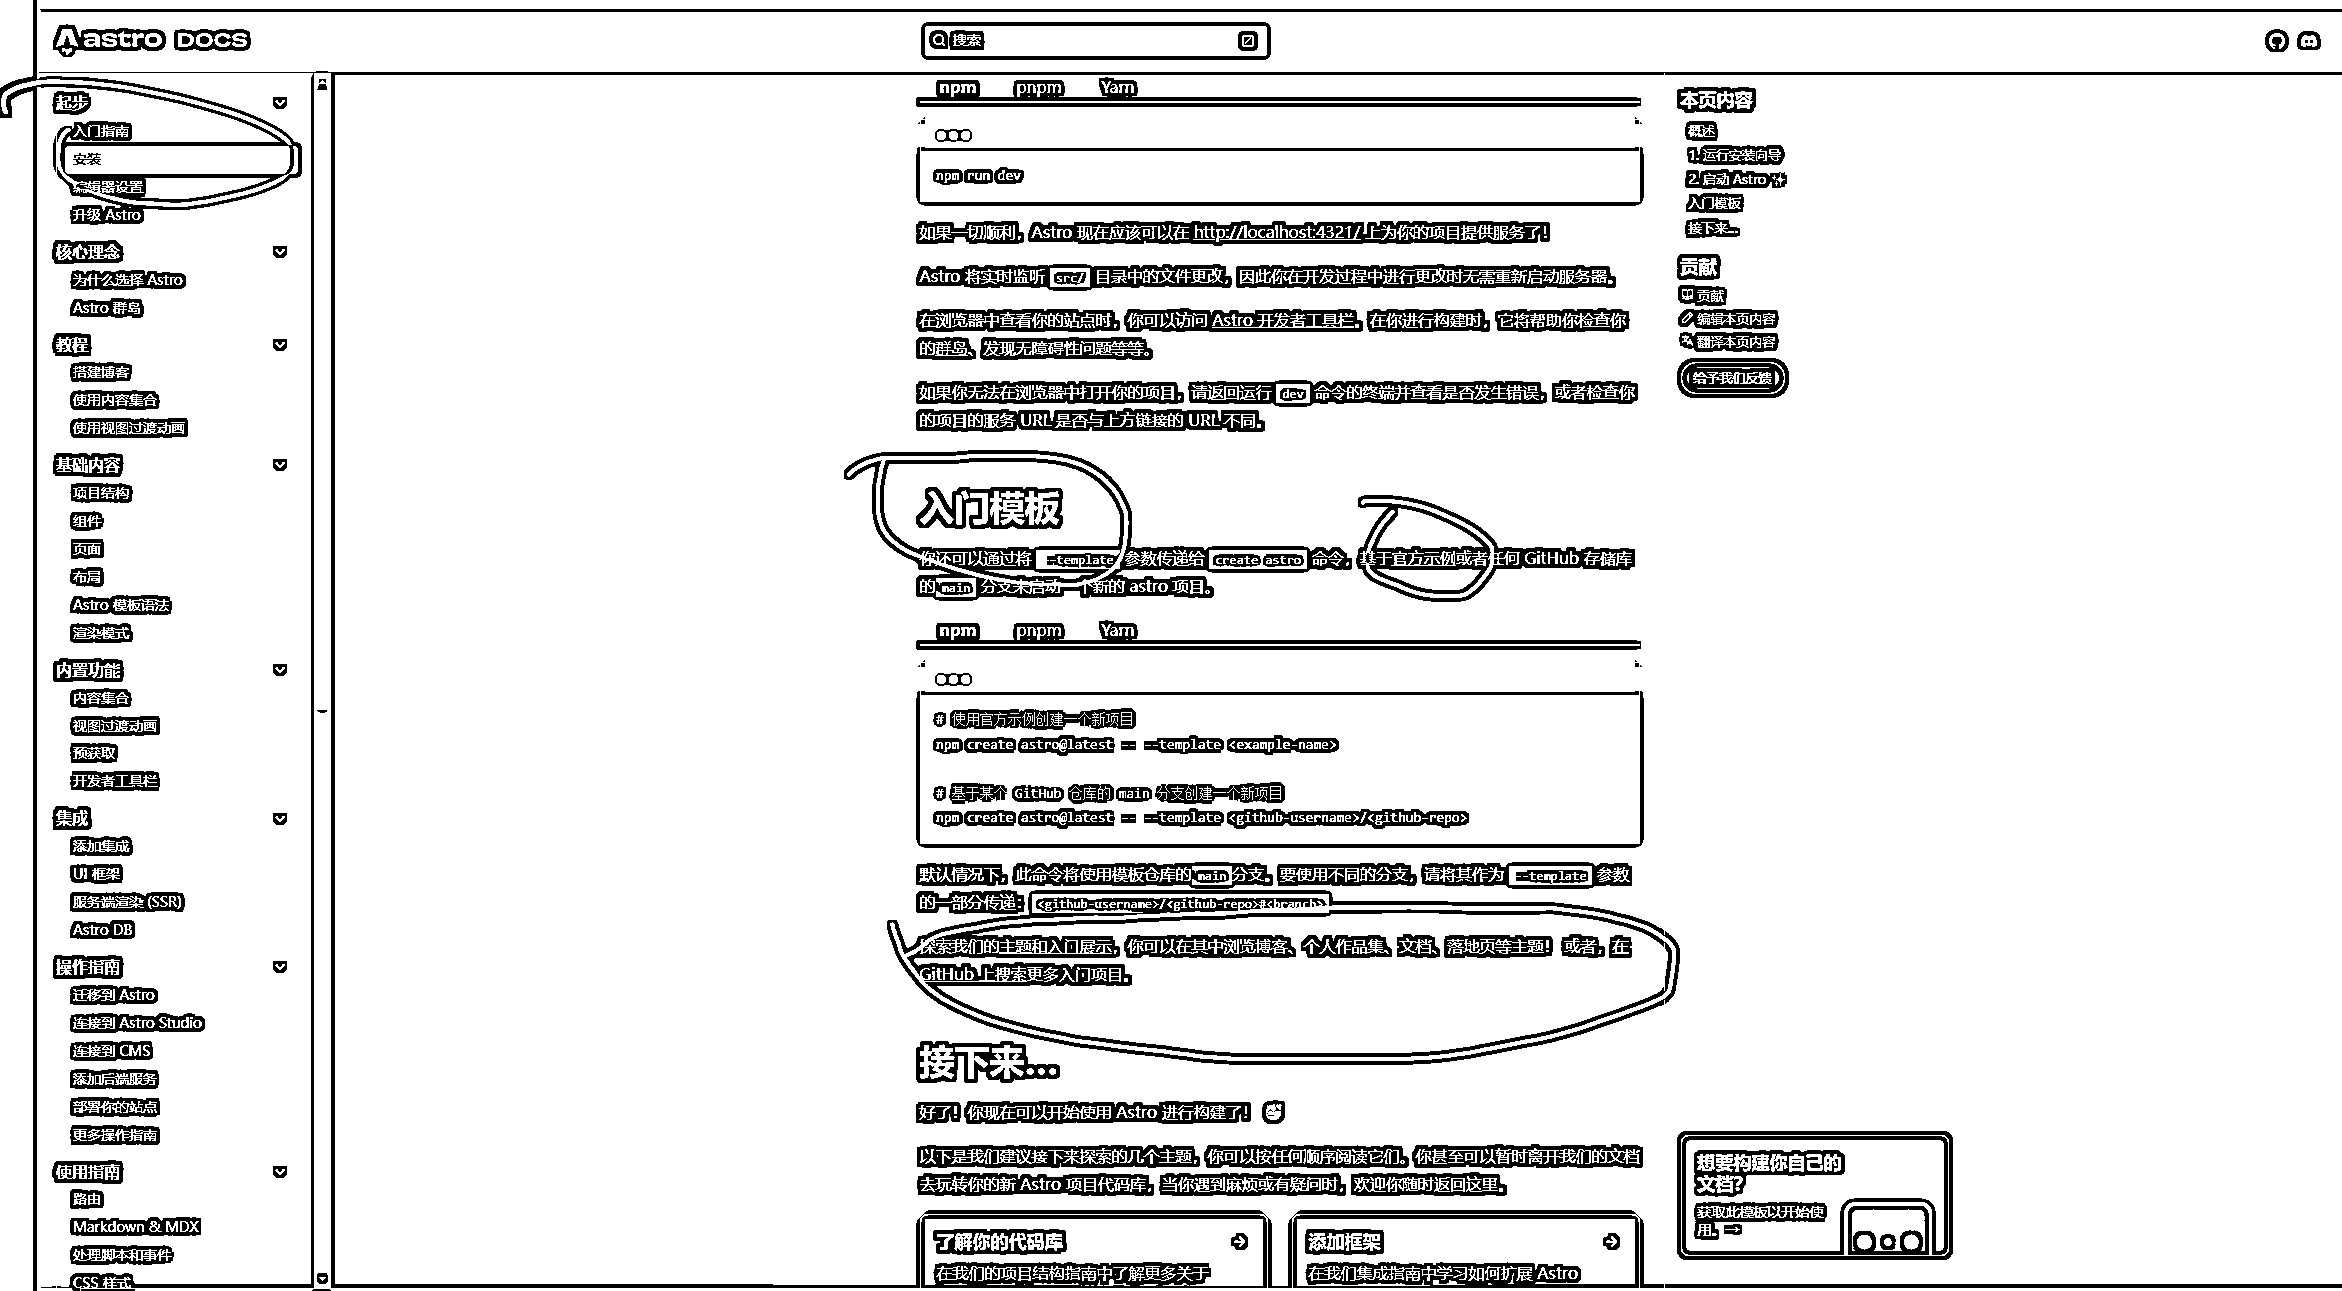 astro DOCS
搜索
起步
入门指南
安装
编辑器设置
升级 Astro
核心理念
为什么选择 Astro
Astro 群岛
教程
搭建博客
使用内容集合
使用视图过渡动画
基础内容
项目结构
组件
页面
布局
Astro 模板语法
渲染模式
内置功能
内容集合
视图过渡动画
预获取
开发者工具栏
集成
添加集成
UI 框架
服务端渲染 (SSR)
Astro DB
操作指南
迁移到 Astro
连接到 Astro Studio
连接到 CMS
添加后端服务
部署你的站点
更多操作指南
使用指南
路由
Markdown & MDX
处理脚本和事件
CSS 样式
npm pnpm Yarn
npm run dev
如果一切顺利，Astro 现在应该可以在 http://localhost:4321/ 上为你的项目提供服务了！
Astro 将实时监听 src/ 目录中的文件更改，因此你在开发过程中进行更改时无需重新启动服务器。
在浏览器中查看你的站点时，你可以访问 Astro 开发者工具栏。在你进行构建时，它将帮助你检查你
的群岛、发现无障碍性问题等等。
如果你无法在浏览器中打开你的项目，请返回运行 dev 命令的终端并查看是否发生错误，或者检查你
的项目的服务 URL 是否与上方链接的 URL 不同。
入门模板
你还可以通过将 --template 参数传递给 create astro 命令，基于官方示例或者任何 GitHub 存储库
的 main 分支来启动一个新的 astro 项目。
npm pnpm Yarn
# 使用官方示例创建一个新项目
npm create astro@latest -- --template <example-name>
# 基于某个 GitHub 仓库的 main 分支创建一个新项目
npm create astro@latest -- --template <github-username>/<github-repo>
默认情况下，此命令将使用模板仓库的 main 分支。要使用不同的分支，请将其作为 --template 参数
的一部分传递：<github-username>/<github-repo>#<branch>
探索我们的主题和入门展示，你可以在其中浏览博客、个人作品集、文档、落地页等主题！或者，在
GitHub 上搜索更多入门项目。
接下来...
好了！你现在可以开始使用 Astro 进行构建了！
以下是我们建议接下来探索的几个主题，你可以按任何顺序阅读它们。你甚至可以暂时离开我们的文档
去玩转你的新 Astro 项目代码库，当你遇到麻烦或有疑问时，欢迎你随时返回这里。
了解你的代码库
在我们的项目结构指南中了解更多关于
添加框架
在我们集成指南中学习如何扩展 Astro
本页内容
概述
1. 运行安装向导
2. 启动 Astro ✨
入门模板
接下来...
贡献
贡献
编辑本页内容
翻译本页内容
给予我们反馈
想要构建你自己的
文档？
获取此模板以开始使
用。→